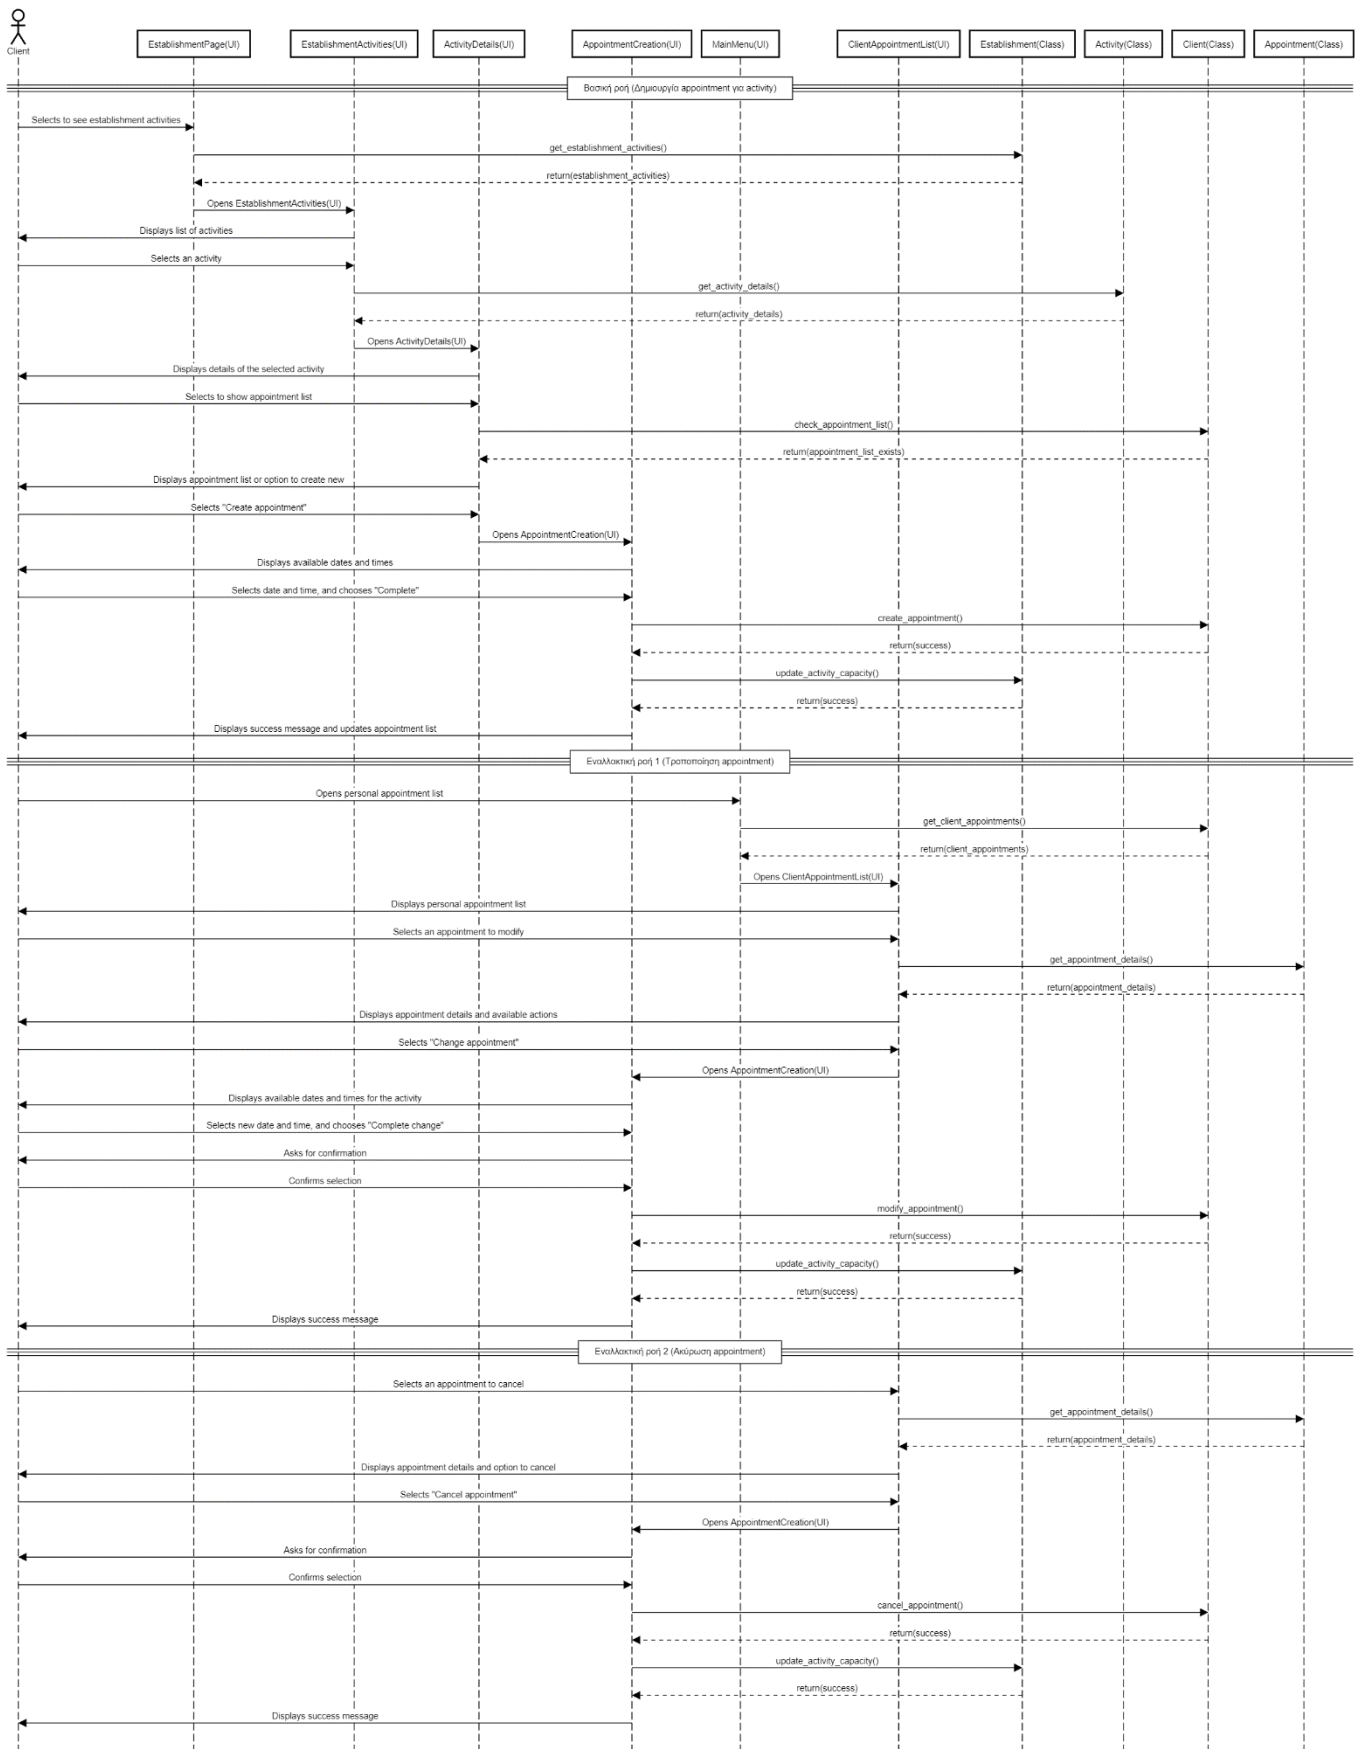 Client
EstablishmentPage(UI)
EstablishmentActivities(UI)
ActivityDetails(UI)
AppointmentCreation(UI)
MainMenu(UI)
ClientAppointmentList(UI)
Establishment(Class)
Activity(Class)
Client(Class)
Appointment(Class)
Βασική ροή (Δημιουργία appointment για activity)
Selects to see establishment activities
get_establishment_activities()
return(establishment_activities)
Opens EstablishmentActivities(UI)
Displays list of activities
Selects an activity
get_activity_details()
return(activity_details)
Opens ActivityDetails(UI)
Displays details of the selected activity
Selects to show appointment list
check_appointment_list()
return(appointment_list_exists)
Displays appointment list or option to create new
Selects "Create appointment"
Opens AppointmentCreation(UI)
Displays available dates and times
Selects date and time, and chooses "Complete"
create_appointment()
return(success)
update_activity_capacity()
return(success)
Displays success message and updates appointment list
Εναλλακτική ροή 1 (Τροποποίηση appointment)
Opens personal appointment list
get_client_appointments()
return(client_appointments)
Opens ClientAppointmentList(UI)
Displays personal appointment list
Selects an appointment to modify
get_appointment_details()
return(appointment_details)
Displays appointment details and available actions
Selects "Change appointment"
Opens AppointmentCreation(UI)
Displays available dates and times for the activity
Selects new date and time, and chooses "Complete change"
Asks for confirmation
Confirms selection
modify_appointment()
return(success)
update_activity_capacity()
return(success)
Displays success message
Εναλλακτική ροή 2 (Ακύρωση appointment)
Selects an appointment to cancel
get_appointment_details()
return(appointment_details)
Displays appointment details and option to cancel
Selects "Cancel appointment"
Opens AppointmentCreation(UI)
Asks for confirmation
Confirms selection
cancel_appointment()
return(success)
update_activity_capacity()
return(success)
Displays success message